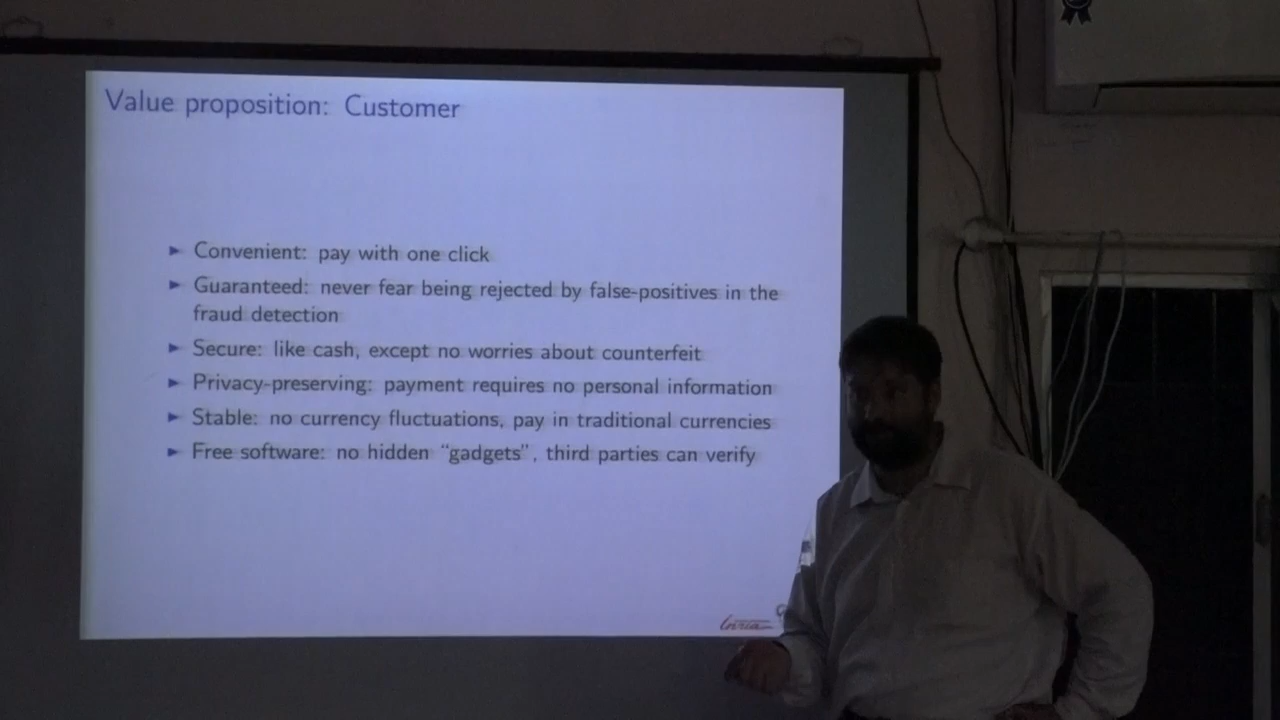 Value proposition: Customer
► Convenient: pay with one click
► Guaranteed: never fear being rejected by false-positives in the
fraud detection
► Secure: like cash, except no worries about counterfeit
► Privacy-preserving: payment requires no personal information
► Stable: no currency fluctuations, pay in traditional currencies
► Free software: no hidden “gadgets”, third parties can verify
Inria